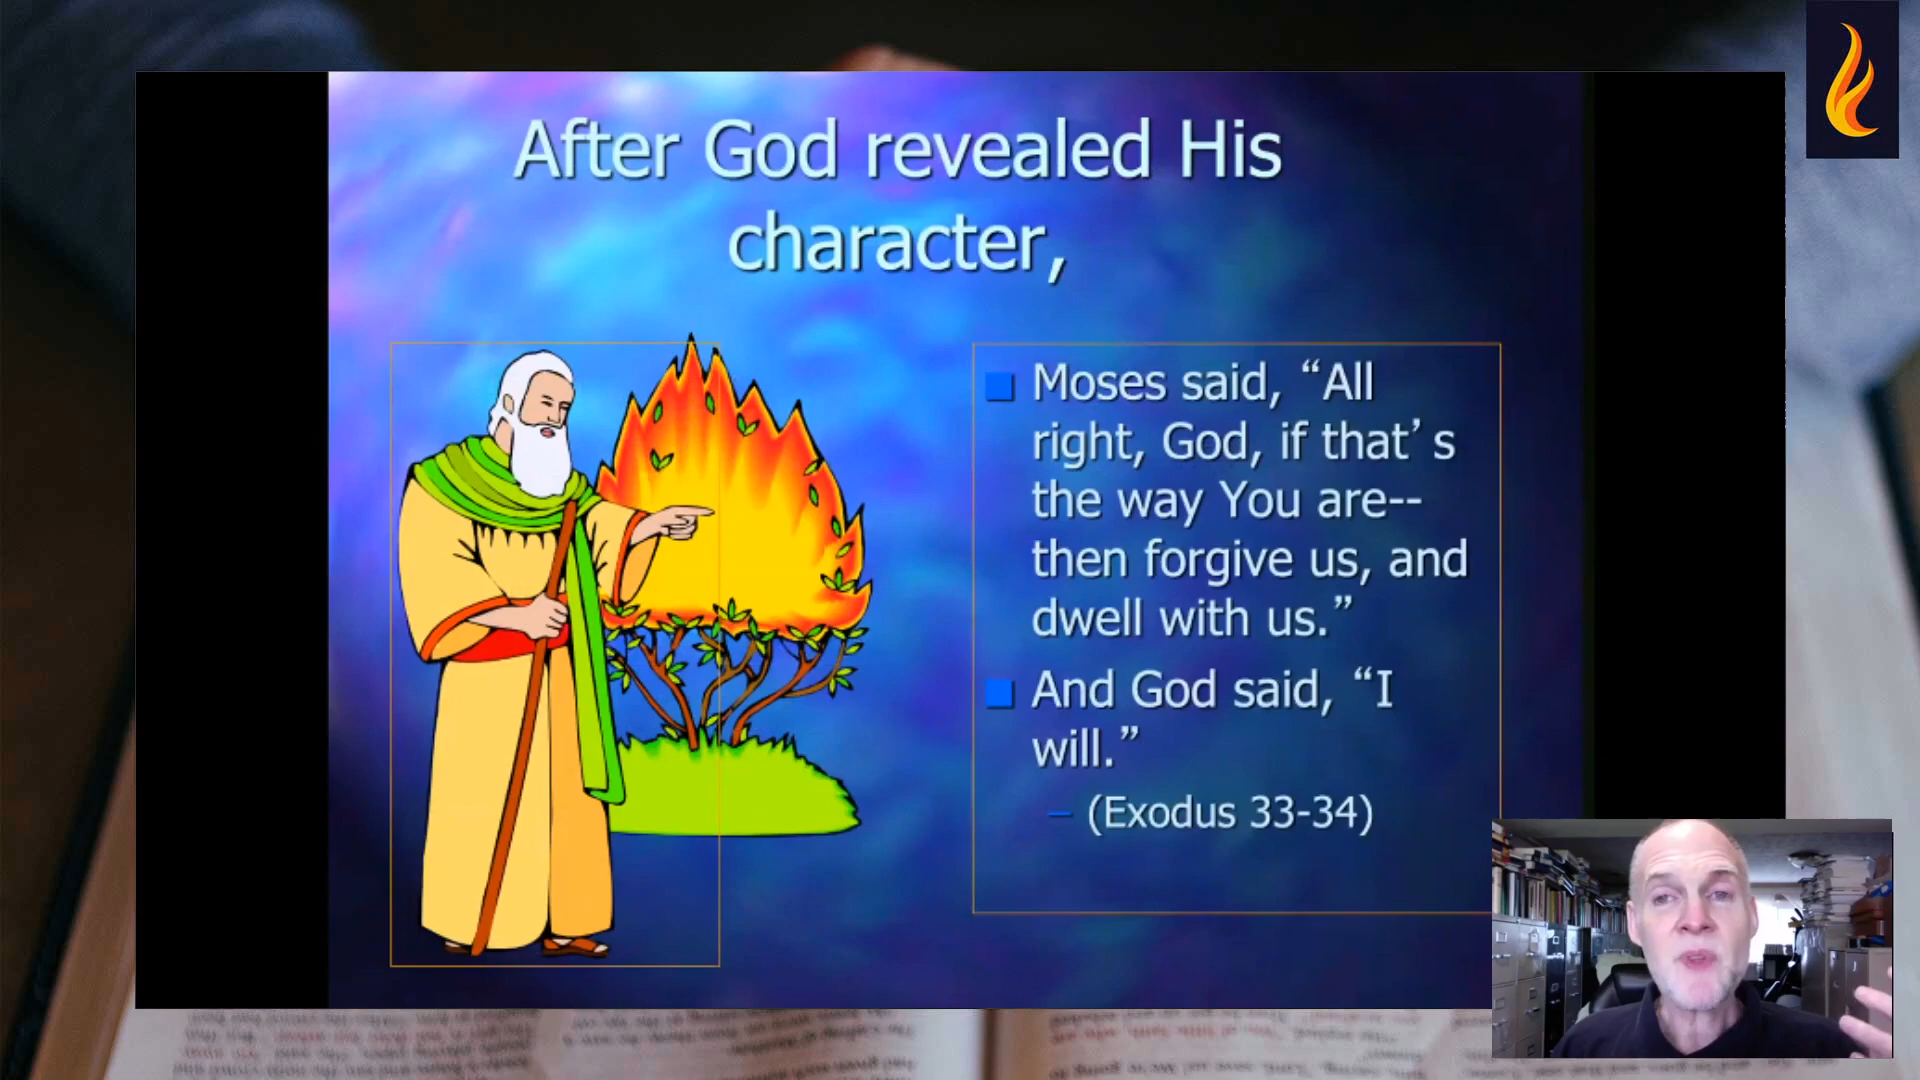 After God revealed His
character,
Moses said, “All
right, God, if that’s
the way You are--
then forgive us, and
dwell with us.”
And God said, “I
will.”
– (Exodus 33-34)